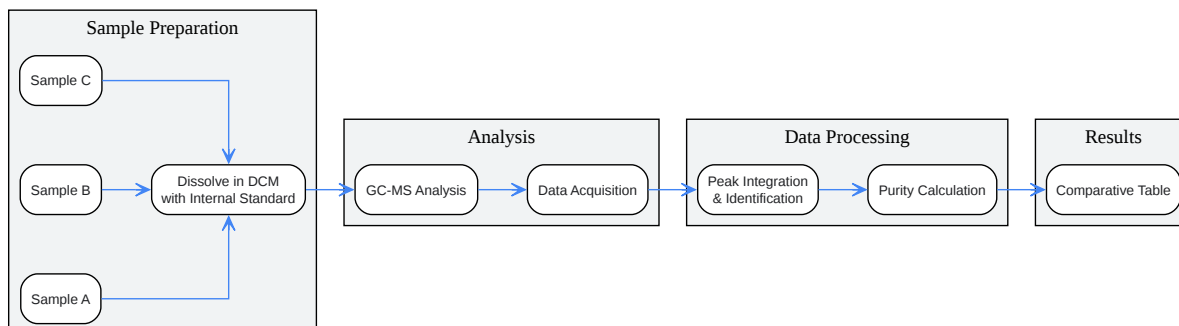 Sample Preparation
Sample C
Sample B
Dissolve in DCM
with Internal Standard
Sample A
Analysis
GC-MS Analysis
Data Acquisition
Data Processing
Peak Integration
& Identification
Purity Calculation
Results
Comparative Table